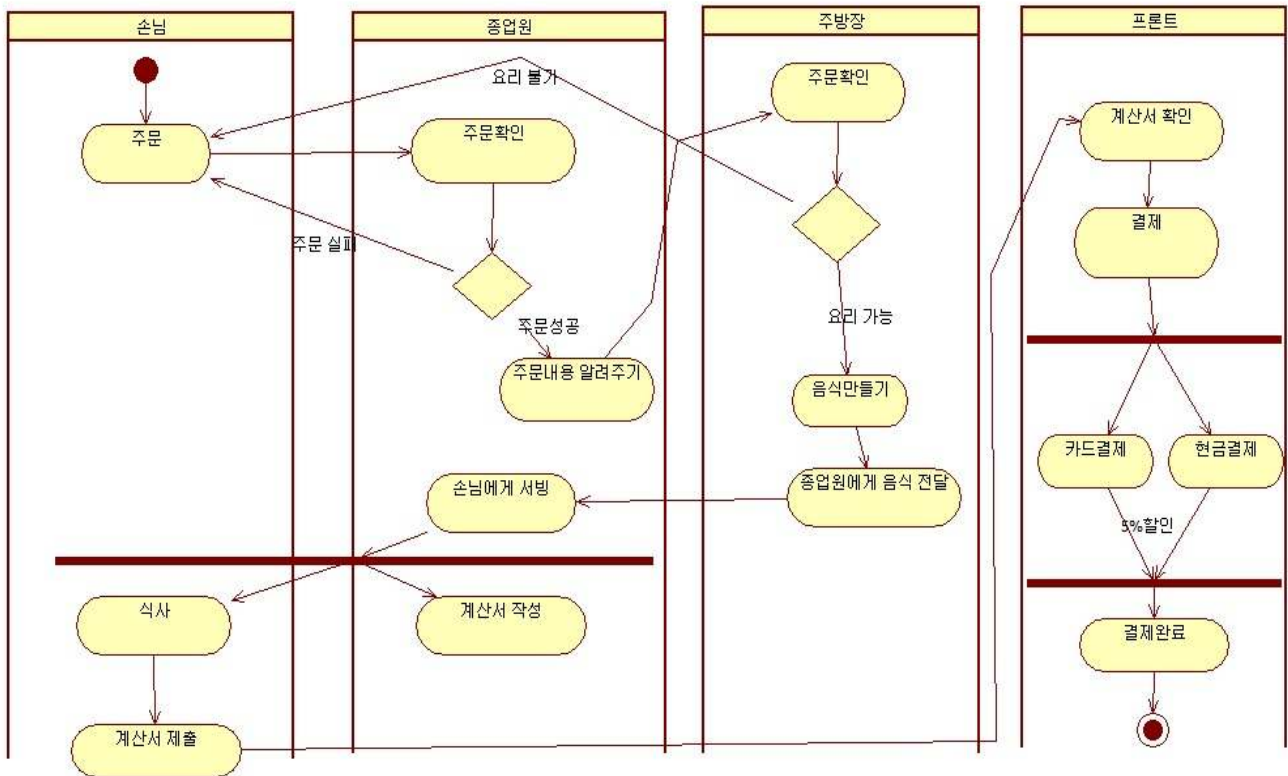 손님
종업원
주방장
프론트
요리 불가
주문확인
계산서 확인
주문
주문확인
결제
주문 실패
주문성공
요리 가능
주문내용 알려주기
음식만들기
카드결제
현금결제
손님에게 서빙
종업원에게 음식 전달
5%할인
식사
계산서 작성
결제완료
계산서 제출